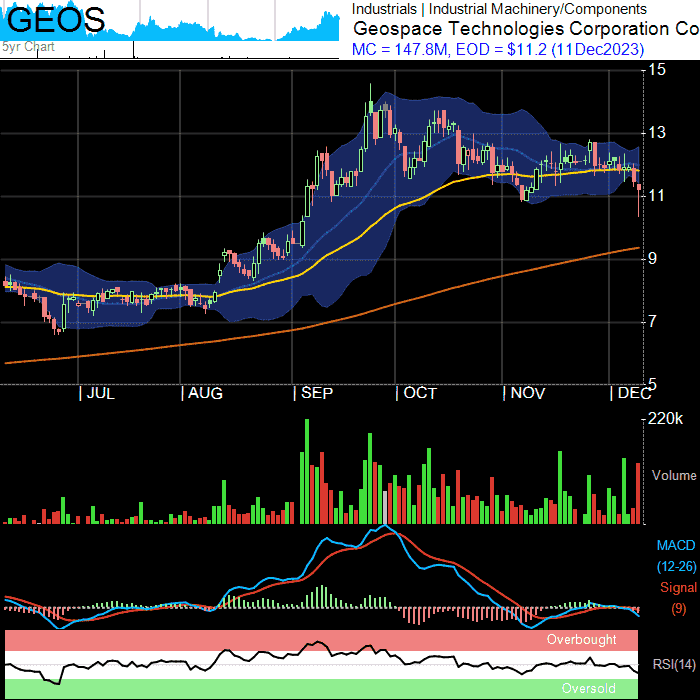 GEOS
5yr Chart
Industrials | Industrial Machinery/Components
Geospace Technologies Corporation Co
MC = 147.8M, EOD = $11.2 (11Dec2023)
15
13
11
9
7
5
| JUL | AUG | SEP | OCT | NOV | DEC
220k
Volume
MACD
(12-26)
Signal
(9)
Overbought
RSI(14)
Oversold